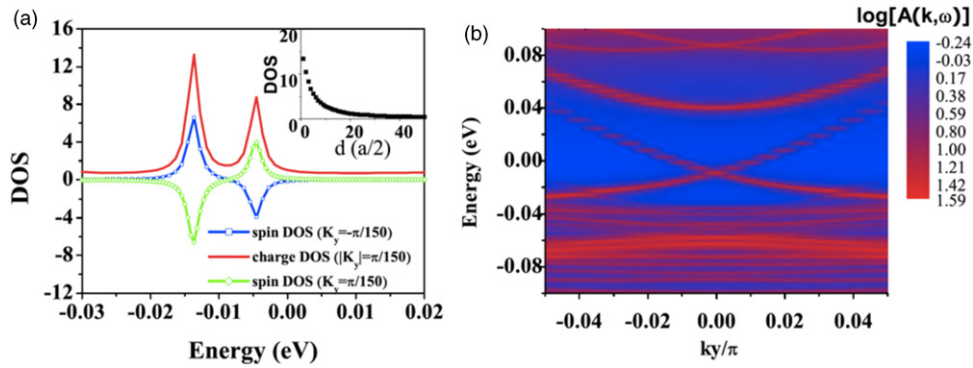 (a)
16
12
8
4
0
-4
-8
-12
DOS
-0.03 -0.02 -0.01 0.00 0.01 0.02
Energy (eV)
spin DOS (K_y=-π/150)
charge DOS (|K_y|=π/150)
spin DOS (K_y=π/150)
20
10
0
DOS
0 20 40
d (a/2)
(b)
0.08
0.04
0.00
-0.04
-0.08
Energy (eV)
-0.04 -0.02 0.00 0.02 0.04
ky/π
log[A(k,ω)]
-0.24
-0.03
0.17
0.38
0.59
0.80
1.00
1.21
1.42
1.59